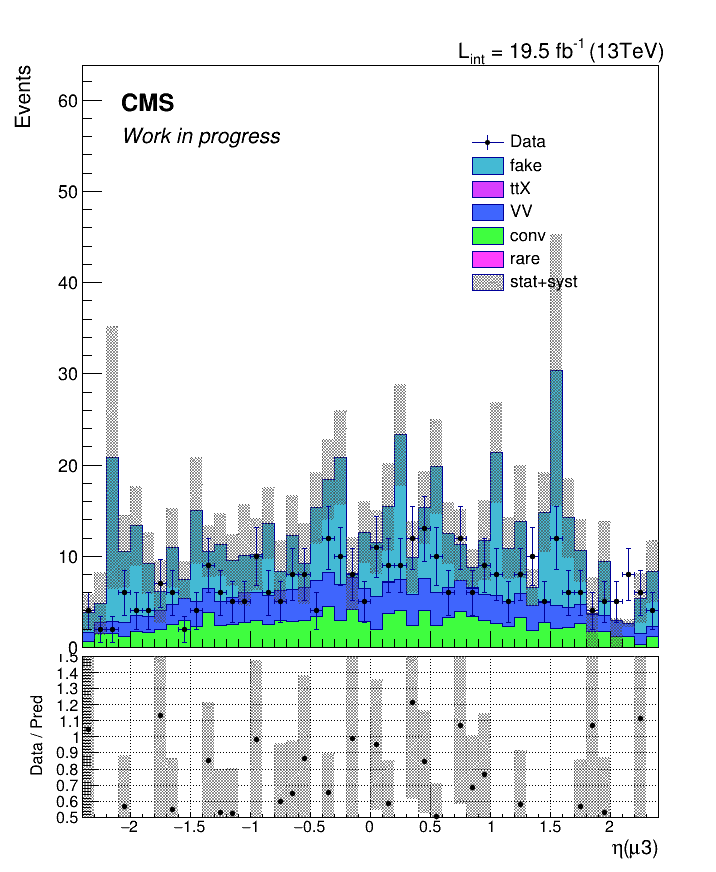 L_int = 19.5 fb⁻¹ (13TeV)
Events
CMS
Work in progress
Data
fake
ttX
VV
conv
rare
stat+syst
60
50
40
30
20
10
0
Data / Pred
1.5
1.4
1.3
1.2
1.1
1
0.9
0.8
0.7
0.6
0.5
−2 −1.5 −1 −0.5 0 0.5 1 1.5 2
η(μ3)